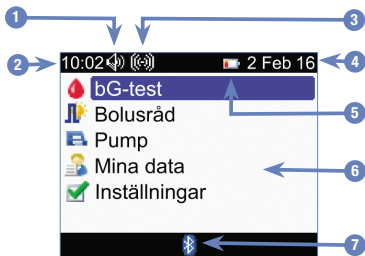 1
3
2
10:02 2 Feb 16
4
bG-test
5
Bolusråd
Pump
Mina data
6
Inställningar
7